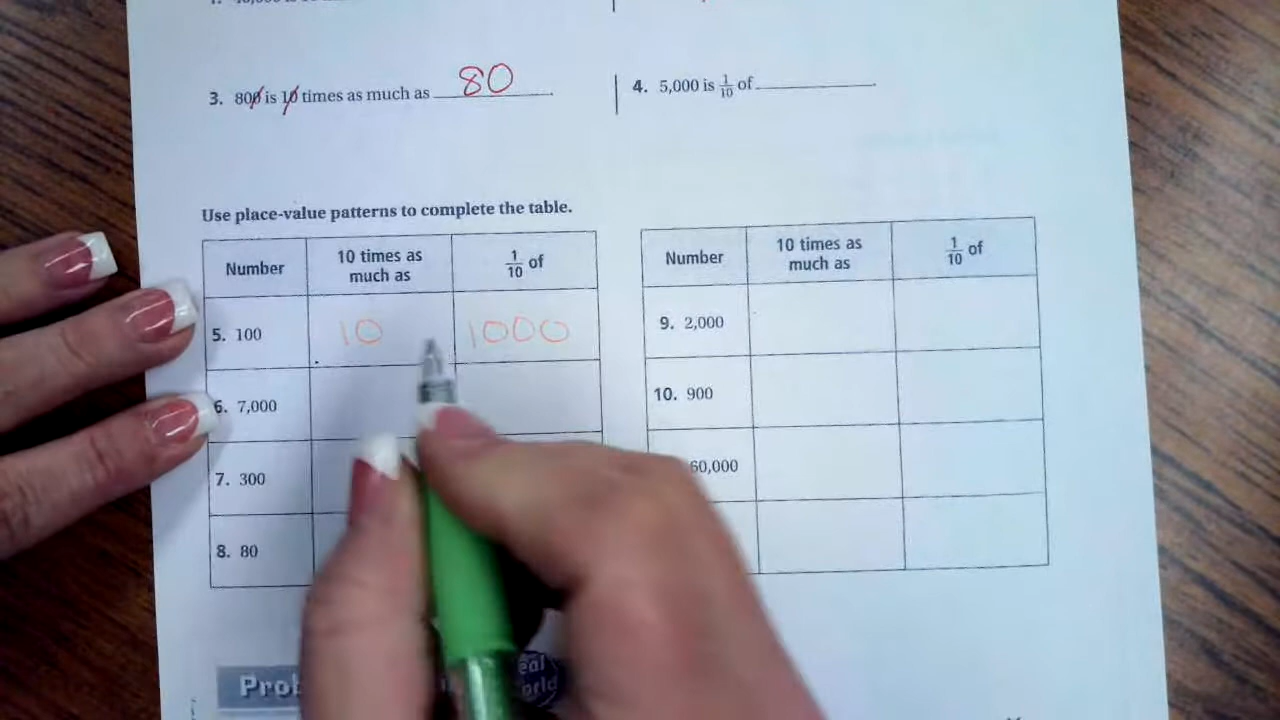 3. 800 is 10 times as much as 80
4. 5,000 is 1/10 of
Use place-value patterns to complete the table.
Number 10 times as much as 1/10 of
5. 100 10 1000
6. 7,000
7. 300
8. 80
Number 10 times as much as 1/10 of
9. 2,000
10. 900
60,000